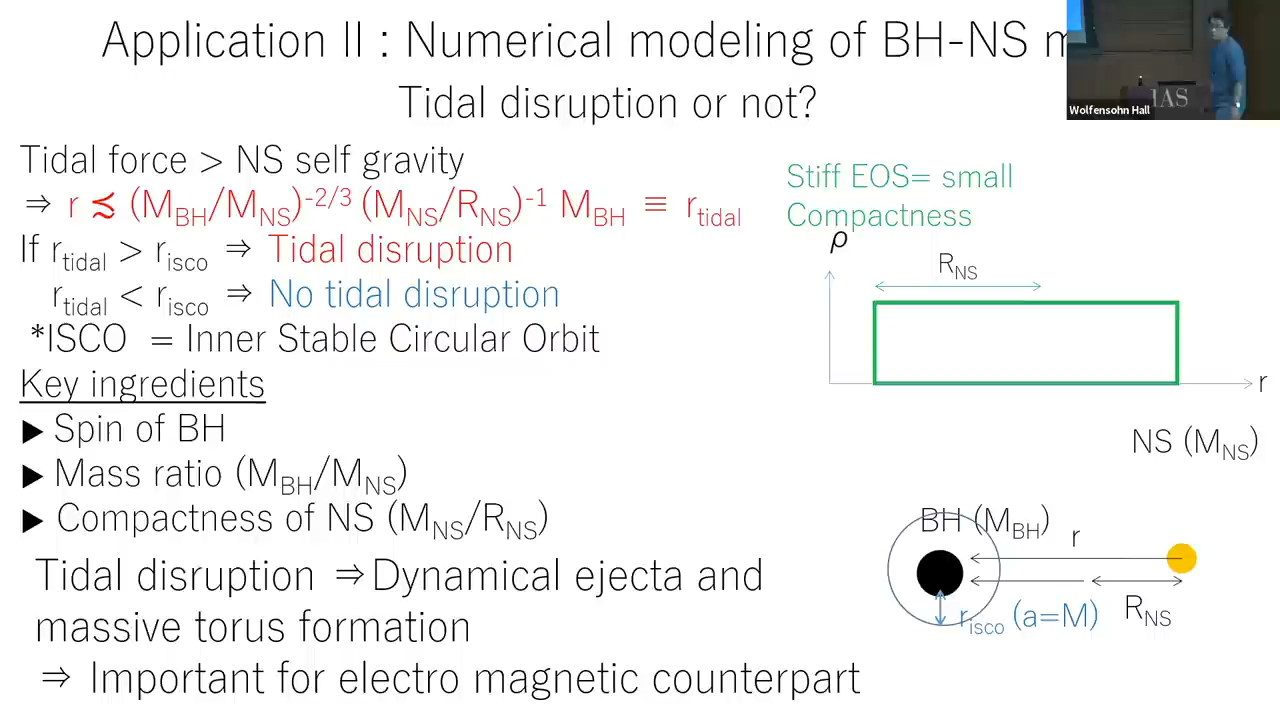 Application II : Numerical modeling of BH-NS m
Tidal disruption or not?
Wolfensohn Hall
IAS
Tidal force > NS self gravity
⇒ r ≾ (M_BH/M_NS)^-2/3 (M_NS/R_NS)^-1 M_BH ≡ r_tidal
If r_tidal > r_isco ⇒ Tidal disruption
r_tidal < r_isco ⇒ No tidal disruption
*ISCO = Inner Stable Circular Orbit
Key ingredients
▶ Spin of BH
▶ Mass ratio (M_BH/M_NS)
▶ Compactness of NS (M_NS/R_NS)
Tidal disruption ⇒Dynamical ejecta and
massive torus formation
⇒ Important for electro magnetic counterpart
Stiff EOS= small
Compactness
ρ
R_NS
r
NS (M_NS)
BH (M_BH)
r
r_isco (a=M)
R_NS